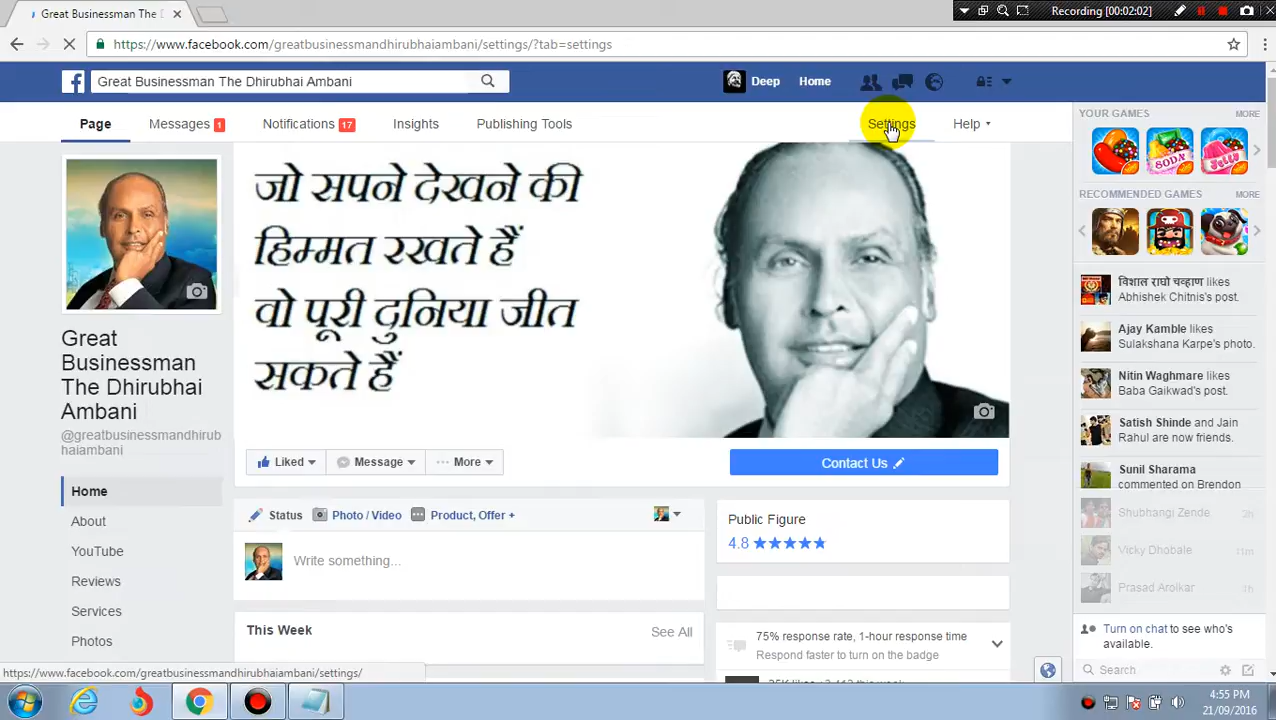 Great Businessman The D
Recording [00:02:02]
https://www.facebook.com/greatbusinessmandhirubhaiambani/settings/?tab=settings
Great Businessman The Dhirubhai Ambani
Deep
Home
Page
Messages 1
Notifications 17
Insights
Publishing Tools
Settings
Help
जो सपने देखने की
हिम्मत रखते हैं
वो पूरी दुनिया जीत
सकते हैं
Great
Businessman
The Dhirubhai
Ambani
@greatbusinessmandhirub
haiambani
Home
About
YouTube
Reviews
Services
Photos
Liked
Message
More
Contact Us
Status
Photo / Video
Product, Offer +
Write something...
This Week
See All
Public Figure
4.8
75% response rate, 1-hour response time
Respond faster to turn on the badge
YOUR GAMES
MORE
SODA
JELLY
RECOMMENDED GAMES
MORE
विशाल राघो चव्हाण likes
Abhishek Chitnis's post.
Ajay Kamble likes
Sulakshana Karpe's photo.
Nitin Waghmare likes
Baba Gaikwad's post.
Satish Shinde and Jain
Rahul are now friends.
Sunil Sharama
commented on Brendon
Shubhangi Zende 2h
Vicky Dhobale 11m
Prasad Arolkar 1h
Turn on chat to see who's
available.
Search
https://www.facebook.com/greatbusinessmandhirubhaiambani/settings/
4:55 PM
21/09/2016